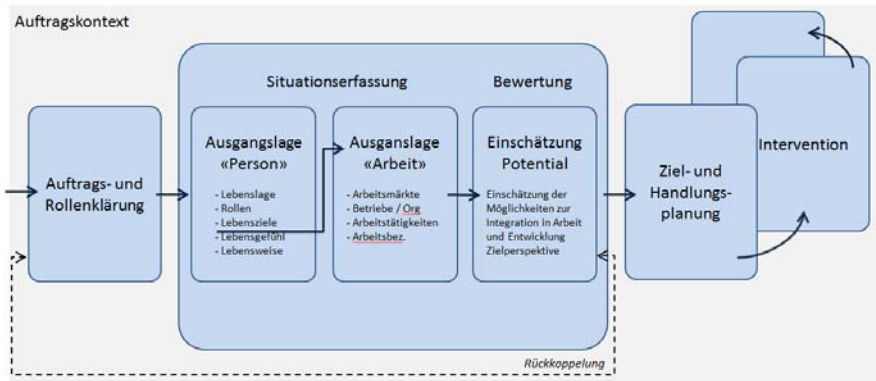 Auftragskontext
Situationserfassung
Bewertung
Auftrags- und
Rollenklärung
Ausgangslage
«Person»
- Lebenslage
- Rollen
- Lebensziele
- Lebensgefühl
- Lebensweise
Ausganslage
«Arbeit»
- Arbeitsmärkte
- Betriebe / Org
- Arbeitstätigkeiten
- Arbeitsbez.
Einschätzung
Potential
Einschätzung der
Möglichkeiten zur
Integration in Arbeit
und Entwicklung
Zielperspektive
Ziel- und
Handlungs-
planung
Intervention
Rückkoppelung